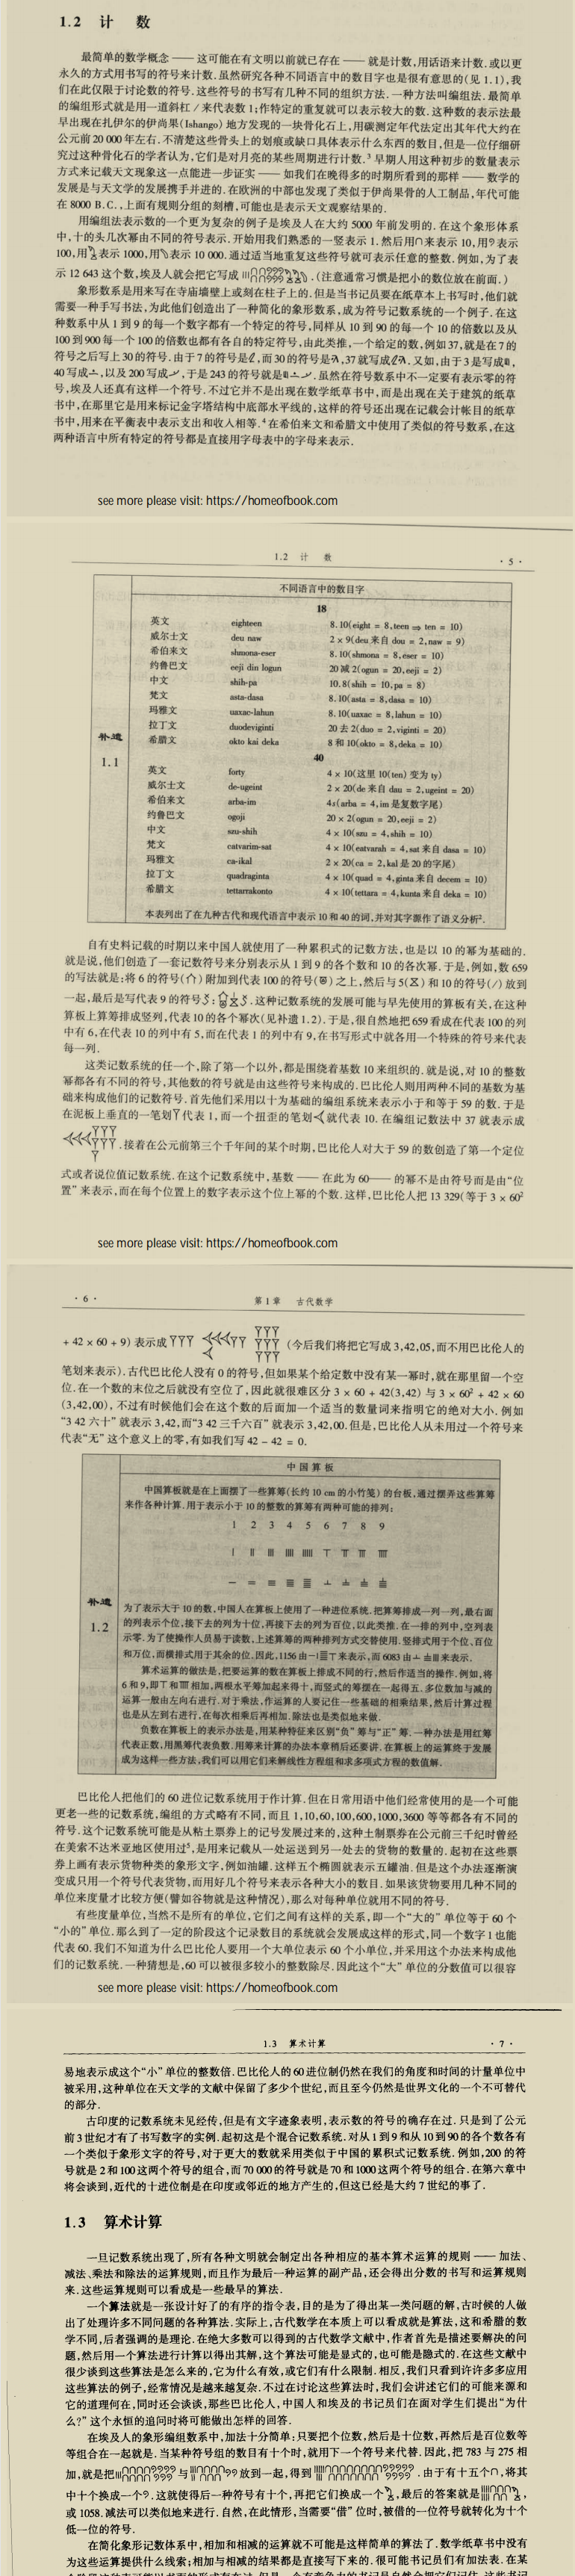 1.2 计 数
最简单的数学概念 —— 这可能在有文明以前就已存在 —— 就是计数,用话语来计数.或以更
永久的方式用书写的符号来计数.虽然研究各种不同语言中的数目字也是很有意思的(见 1.1),我
们在此仅限于讨论数的符号.这些符号的书写有几种不同的组织方法.一种方法叫编组法.最简单
的编组形式就是用一道斜杠 / 来代表数 1;作特定的重复就可以表示较大的数.这种数的表示法最
早出现在扎伊尔的伊尚果(Ishango) 地方发现的一块骨化石上,用碳测定年代法定出其年代大约在
公元前 20 000 年左右.不清楚这些骨头上的划痕或缺口具体表示什么东西的数目,但是一位仔细研
究过这种骨化石的学者认为,它们是对月亮的某些周期进行计数.³ 早期人用这种初步的数量表示
方式来记载天文现象这一点能进一步证实 —— 如我们在晚得多的时期所看到的那样 —— 数学的
发展是与天文学的发展携手并进的.在欧洲的中部也发现了类似于伊尚果骨的人工制品,年代可能
在 8000 B.C.,上面有规则分组的刻槽,可能也是表示天文观察结果的.
用编组法表示数的一个更为复杂的例子是埃及人在大约 5000 年前发明的.在这个象形体系
中,十的头几次幂由不同的符号表示.开始用我们熟悉的一竖表示 1.然后用∩来表示 10,用 表示
100,用 表示 1000,用 表示 10 000.通过适当地重复这些符号就可表示任意的整数.例如,为了表
示 12 643 这个数,埃及人就会把它写成 .(注意通常习惯是把小的数位放在前面.)
象形数系是用来写在寺庙墙壁上或刻在柱子上的.但是当书记员要在纸草本上书写时,他们就
需要一种手写书法,为此他们创造出了一种简化的象形数系,成为符号记数系统的一个例子.在这
种数系中从 1 到 9 的每一个数字都有一个特定的符号,同样从 10 到 90 的每一个 10 的倍数以及从
100 到 900 每一个 100 的倍数也都有各自的特定符号,由此类推,一个给定的数,例如 37,就是在 7 的
符号之后写上 30 的符号.由于 7 的符号是 ,而 30 的符号是 ,37 就写成 .又如,由于 3 是写成 ,
40 写成 ,以及 200 写成 ,于是 243 的符号就是 .虽然在符号数系中不一定要有表示零的符
号,埃及人还真有这样一个符号.不过它并不是出现在数学纸草书中,而是出现在关于建筑的纸草
书中,在那里它是用来标记金字塔结构中底部水平线的,这样的符号还出现在记载会计帐目的纸草
书中,用来在平衡表中表示支出和收入相等.⁴ 在希伯来文和希腊文中使用了类似的符号数系,在这
两种语言中所有特定的符号都是直接用字母表中的字母来表示.
see more please visit: https://homeofbook.com
1.2 计 数 · 5 ·
不同语言中的数目字
18
英文 eighteen 8.10(eight = 8,teen ⇒ ten = 10)
威尔士文 deu naw 2 × 9(deu 来自 dou = 2,naw = 9)
希伯来文 shmona-eser 8.10(shmona = 8,eser = 10)
约鲁巴文 eeji din logun 20 减 2(ogun = 20,eeji = 2)
中文 shih-pa 10.8(shih = 10,pa = 8)
梵文 asta-dasa 8.10(asta = 8,dasa = 10)
玛雅文 uaxac-lahun 8.10(uaxac = 8,lahun = 10)
拉丁文 duodeviginti 20 去 2(duo = 2,viginti = 20)
希腊文 okto kai deka 8 和 10(okto = 8,deka = 10)
补遗
1.1
40
英文 forty 4 × 10(这里 10(ten) 变为 ty)
威尔士文 de-ugeint 2 × 20(de 来自 dau = 2,ugeint = 20)
希伯来文 arba-im 4s(arba = 4,im 是复数字尾)
约鲁巴文 ogoji 20 × 2(ogun = 20,eeji = 2)
中文 szu-shih 4 × 10(szu = 4,shih = 10)
梵文 catvarim-sat 4 × 10(eatvarah = 4,sat 来自 dasa = 10)
玛雅文 ca-ikal 2 × 20(ca = 2,kal 是 20 的字尾)
拉丁文 quadraginta 4 × 10(quad = 4,ginta 来自 decem = 10)
希腊文 tettarrakonto 4 × 10(tettara = 4,kunta 来自 deka = 10)
本表列出了在九种古代和现代语言中表示 10 和 40 的词,并对其字源作了语义分析².
自有史料记载的时期以来中国人就使用了一种累积式的记数方法,也是以 10 的幂为基础的.
就是说,他们创造了一套记数符号来分别表示从 1 到 9 的各个数和 10 的各次幂.于是,例如,数 659
的写法就是:将 6 的符号( ) 附加到代表 100 的符号( ) 之上,然后与 5( ) 和 10 的符号( ) 放到
一起,最后是写代表 9 的符号 : .这种记数系统的发展可能与早先使用的算板有关,在这种
算板上算筹排成竖列,代表 10 的各个幂次(见补遗 1.2).于是,很自然地把 659 看成在代表 100 的列
中有 6,在代表 10 的列中有 5,而在代表 1 的列中有 9,在书写形式中就各用一个特殊的符号来代表
每一列.
这类记数系统的任一个,除了第一个以外,都是围绕着基数 10 来组织的.就是说,对 10 的整数
幂都各有不同的符号,其他数的符号就是由这些符号来构成的.巴比伦人则用两种不同的基数为基
础来构成他们的记数符号.首先他们采用以十为基础的编组系统来表示小于和等于 59 的数.于是
在泥板上垂直的一笔划 代表 1,而一个扭歪的笔划 就代表 10.在编组记数法中 37 就表示成
.接着在公元前第三个千年间的某个时期,巴比伦人对大于 59 的数创造了第一个定位
式或者说位值记数系统.在这个记数系统中,基数 —— 在此为 60—— 的幂不是由符号而是由“位
置” 来表示,而在每个位置上的数字表示这个位上幂的个数.这样,巴比伦人把 13 329(等于 3 × 60²
see more please visit: https://homeofbook.com
· 6 · 第 1 章 古代数学
+ 42 × 60 + 9) 表示成 (今后我们将把它写成 3,42,05,而不用巴比伦人的
笔划来表示).古代巴比伦人没有 0 的符号,但如果某个给定数中没有某一幂时,就在那里留一个空
位.在一个数的末位之后就没有空位了,因此就很难区分 3 × 60 + 42(3,42) 与 3 × 60² + 42 × 60
(3,42,00),不过有时候他们会在这个数的后面加一个适当的数量词来指明它的绝对大小.例如
“3 42 六十” 就表示 3,42,而“3 42 三千六百” 就表示 3,42,00.但是,巴比伦人从未用过一个符号来
代表“无” 这个意义上的零,有如我们写 42 − 42 = 0.
中国算板
中国算板就是在上面摆了一些算筹(长约 10 cm 的小竹笺) 的台板,通过摆弄这些算筹
来作各种计算.用于表示小于 10 的整数的算筹有两种可能的排列:
1 2 3 4 5 6 7 8 9
补遗
1.2
为了表示大于 10 的数,中国人在算板上使用了一种进位系统.把算筹排成一列一列,最右面
的列表示个位,接下去的列为十位,再接下去的列为百位,以此类推.在一排的列中,空列表
示零.为了使操作人员易于读数,上述算筹的两种排列方式交替使用.竖排式用于个位、百位
和万位,而横排式用于其余的位.因此,1156 由 来表示,而 6083 由 来表示.
算术运算的做法是,把要运算的数在算板上排成不同的行,然后作适当的操作.例如,将
6 和 9,即 和 相加,两根水平筹加起来得十,而竖式的筹摆在一起得五.多位数加与减的
运算一般由左向右进行.对于乘法,作运算的人要记住一些基础的相乘结果,然后计算过程
也是从左到右进行,在每次相乘后再相加.除法也是类似地来做.
负数在算板上的表示办法是,用某种特征来区别“负” 筹与“正” 筹.一种办法是用红筹
代表正数,用黑筹代表负数.用筹来计算的办法本章稍后还要讲.在算板上的运算终于发展
成为这样一些方法,我们可以用它们来解线性方程组和求多项式方程的数值解.
巴比伦人把他们的 60 进位记数系统用于作计算.但在日常用语中他们经常使用的是一个可能
更老一些的记数系统,编组的方式略有不同,而且 1,10,60,100,600,1000,3600 等等都各有不同的
符号.这个记数系统可能是从粘土票券上的记号发展过来的,这种土制票券在公元前三千纪时曾经
在美索不达米亚地区使用过⁵,是用来记载从一处运送到另一处去的货物的数量的.起初在这些票
券上画有表示货物种类的象形文字,例如油罐.这样五个椭圆就表示五罐油.但是这个办法逐渐演
变成只用一个符号代表货物,而用好几个符号来表示各种大小的数目.如果该货物要用几种不同的
单位来度量才比较方便(譬如谷物就是这种情况),那么对每种单位就用不同的符号.
有些度量单位,当然不是所有的单位,它们之间有这样的关系,即一个“大的” 单位等于 60 个
“小的” 单位.那么到了一定的阶段这个记录数目的系统就会发展成这样的形式,同一个数字 1 也能
代表 60.我们不知道为什么巴比伦人要用一个大单位表示 60 个小单位,并采用这个办法来构成他
们的记数系统.一种猜想是,60 可以被很多较小的整数除尽.因此这个“大” 单位的分数值可以很容
see more please visit: https://homeofbook.com
1.3 算术计算 · 7 ·
易地表示成这个“小” 单位的整数倍.巴比伦人的 60 进位制仍然在我们的角度和时间的计量单位中
被采用,这种单位在天文学的文献中保留了多少个世纪,而且至今仍然是世界文化的一个不可替代
的部分.
古印度的记数系统未见经传,但是有文字迹象表明,表示数的符号的确存在过.只是到了公元
前 3 世纪才有了书写数字的实例.起初这是个混合记数系统.对从 1 到 9 和从 10 到 90 的各个数各有
一个类似于象形文字的符号,对于更大的数就采用类似于中国的累积式记数系统.例如,200 的符
号就是 2 和 100 这两个符号的组合,而 70 000 的符号就是 70 和 1000 这两个符号的组合.在第六章中
将会谈到,近代的十进位制是在印度或邻近的地方产生的,但这已经是大约 7 世纪的事了.
1.3 算术计算
一旦记数系统出现了,所有各种文明就会制定出各种相应的基本算术运算的规则 —— 加法、
减法、乘法和除法的运算规则,而且作为最后一种运算的副产品,还会得出分数的书写和运算规则
来.这些运算规则可以看成是一些最早的算法.
一个算法就是一张设计好了的有序的指令表,目的是为了得出某一类问题的解,古时候的人做
出了处理许多不同问题的各种算法.实际上,古代数学在本质上可以看成就是算法,这和希腊的数
学不同,后者强调的是理论.在绝大多数可以得到的古代数学文献中,作者首先是描述要解决的问
题,然后用一个算法进行计算以得出其解,这个算法可能是显式的,也可能是隐式的.在这些文献中
很少谈到这些算法是怎么来的,它为什么有效,或它们有什么限制.相反,我们只看到许许多多应用
这些算法的例子,经常情况是越来越复杂.不过在讨论这些算法时,我们会讲述它们的可能来源和
它的道理何在,同时还会谈谈,那些巴比伦人,中国人和埃及的书记员们在面对学生们提出“为什
么?” 这个永恒的追问时将可能做出怎样的回答.
在埃及人的象形编组数系中,加法十分简单;只要把个位数,然后是十位数,再然后是百位数等
等组合在一起就是.当某种符号组的数目有十个时,就用下一个符号来代替.因此,把 783 与 275 相
加,就是把 与 放到一起,得到 .由于有十五个∩,将其
中十个换成一个 .这就使得后一种符号有十个,再把它们换成一个 ,最后的答案就是 ,
或 1058.减法可以类似地来进行.自然,在此情形,当需要“借” 位时,被借的一位符号就转化为十个
低一位的符号.
在简化象形记数体系中,相加和相减的运算就不可能是这样简单的算法了.数学纸草书中没有
为这些运算提供什么线索;相加与相减的结果都是直接写下来的.很可能书记员们有加法表.在某